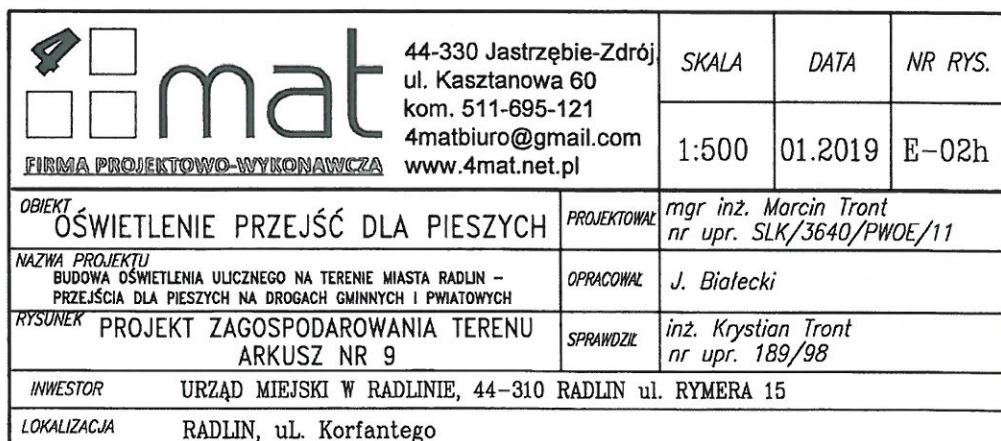 4mat
FIRMA PROJEKTOWO-WYKONAWCZA
44-330 Jastrzębie-Zdrój,
ul. Kasztanowa 60
kom. 511-695-121
4matbiuro@gmail.com
www.4mat.net.pl
SKALA DATA NR RYS.
1:500 01.2019 E-02h
OBIEKT
OŚWIETLENIE PRZEJŚĆ DLA PIESZYCH
PROJEKTOWAŁ
mgr inż. Marcin Tront
nr upr. SLK/3640/PWOE/11
NAZWA PROJEKTU
BUDOWA OŚWIETLENIA ULICZNEGO NA TERENIE MIASTA RADLIN –
PRZEJŚCIA DLA PIESZYCH NA DROGACH GMINNYCH I PWIATOWYCH
OPRACOWAŁ
J. Białecki
RYSUNEK
PROJEKT ZAGOSPODAROWANIA TERENU
ARKUSZ NR 9
SPRAWDZIŁ
inż. Krystian Tront
nr upr. 189/98
INWESTOR URZĄD MIEJSKI W RADLINIE, 44-310 RADLIN ul. RYMERA 15
LOKALIZACJA RADLIN, uL. Korfantego